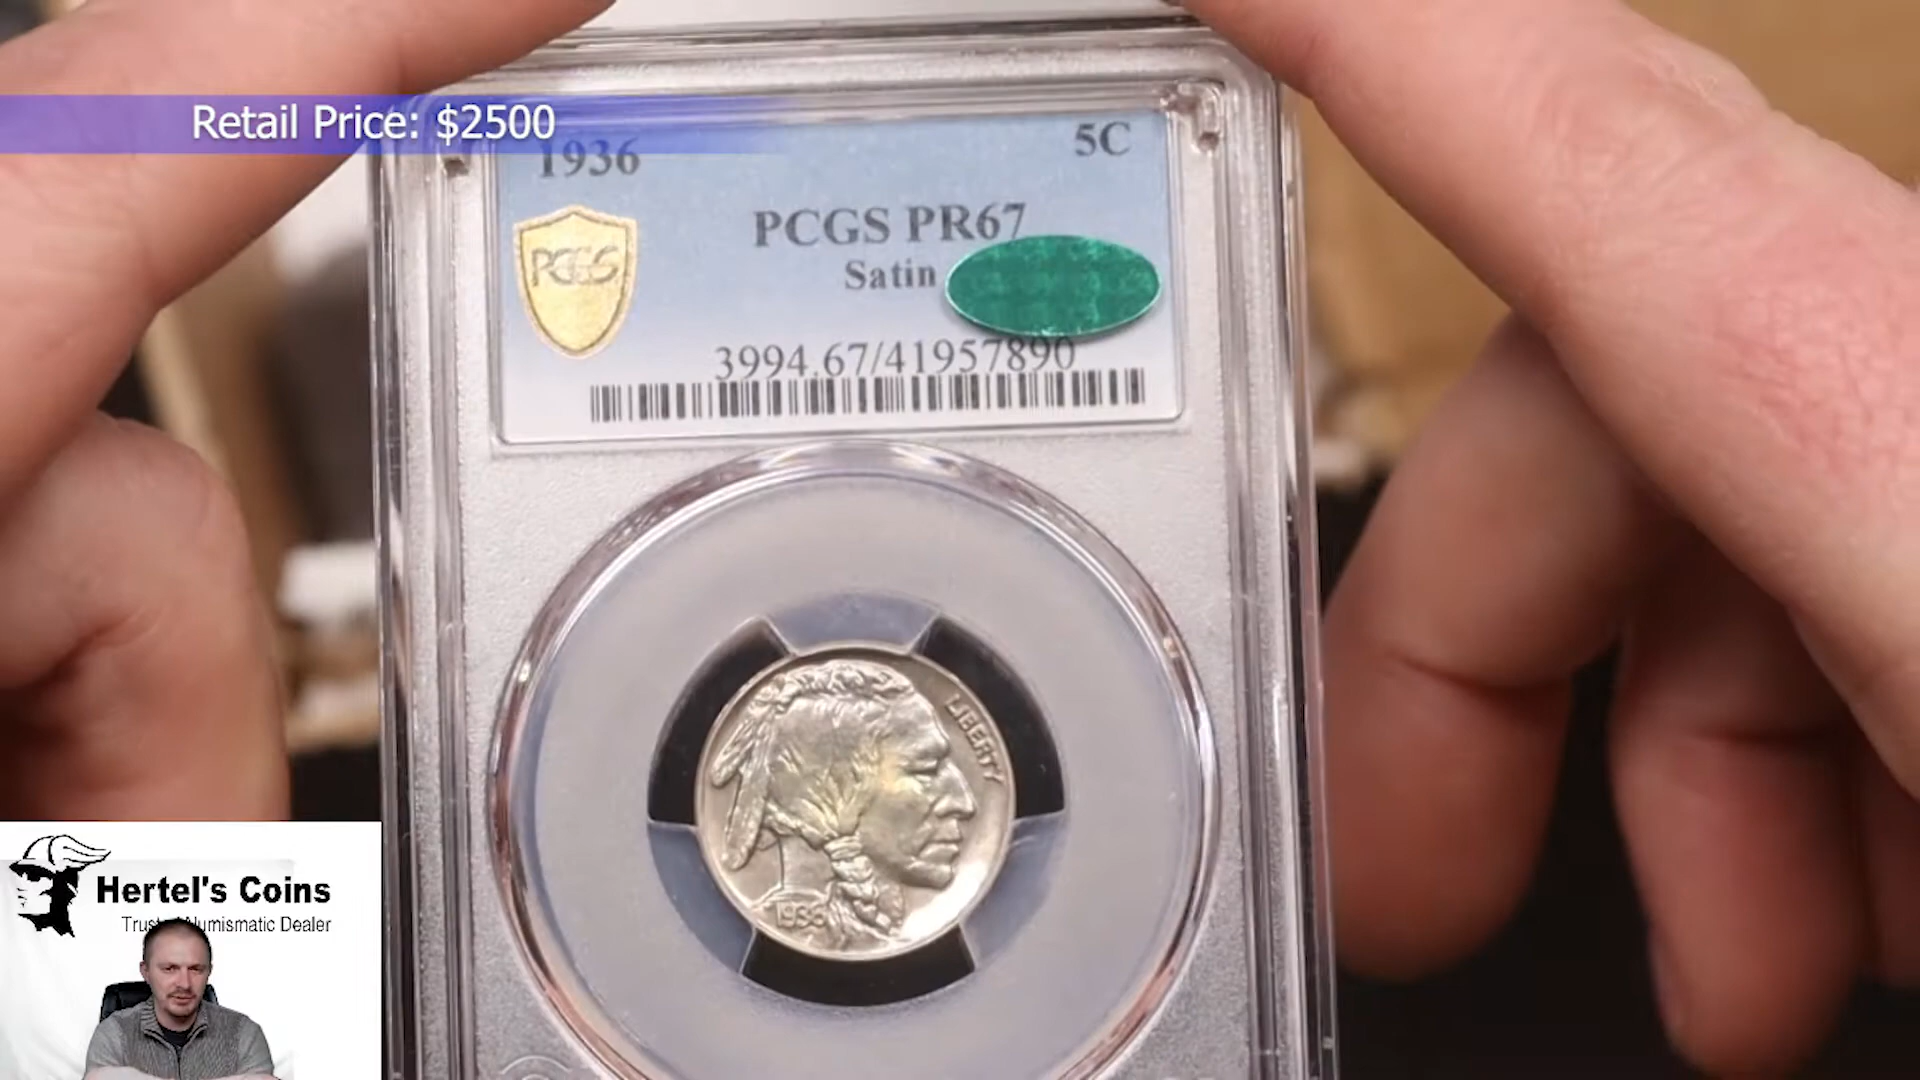 Retail Price: $2500
1936
5C
PCGS PR67
PCGS
Satin
3994.67/41957890
LIBERTY
1936
Hertel's Coins
Numismatic Dealer